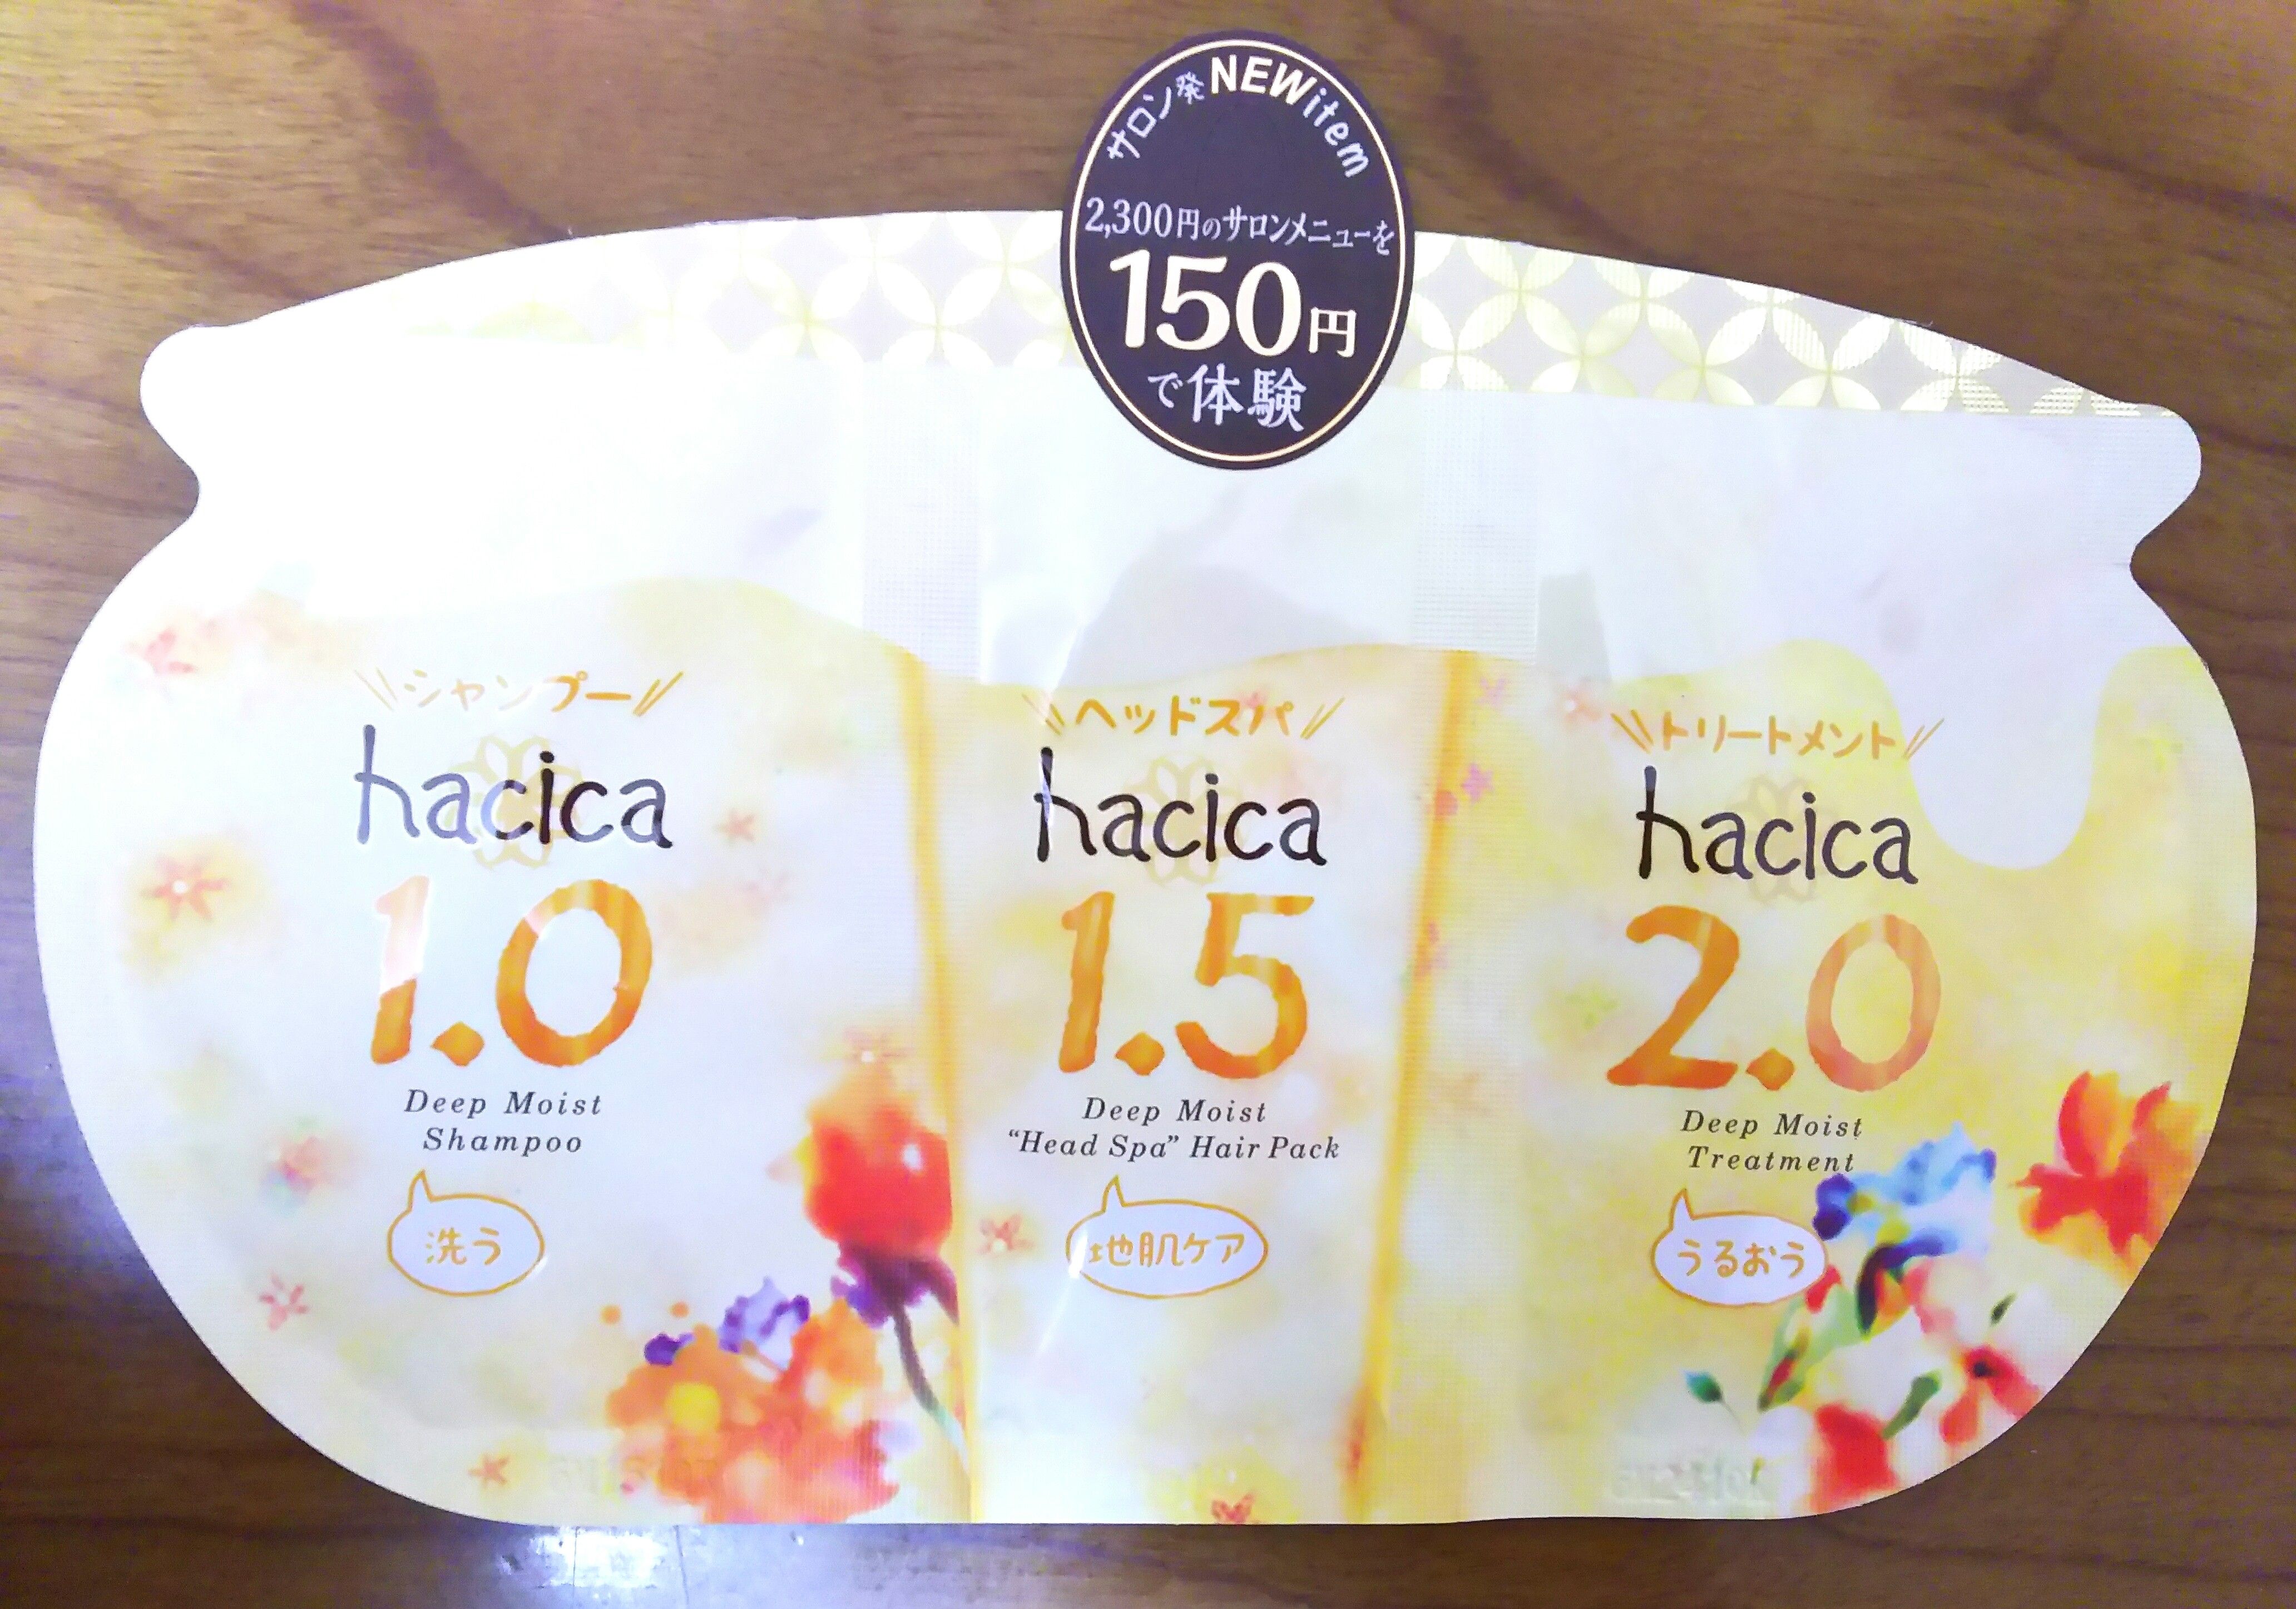 サロン発NEWitem
2,300円のサロンメニューを
150円
で体験
シャンプー
hacica
1.0
Deep Moist
Shampoo
洗う
ヘッドスパ
hacica
1.5
Deep Moist
“Head Spa” Hair Pack
地肌ケア
トリートメント
hacica
2.0
Deep Moist
Treatment
うるおう